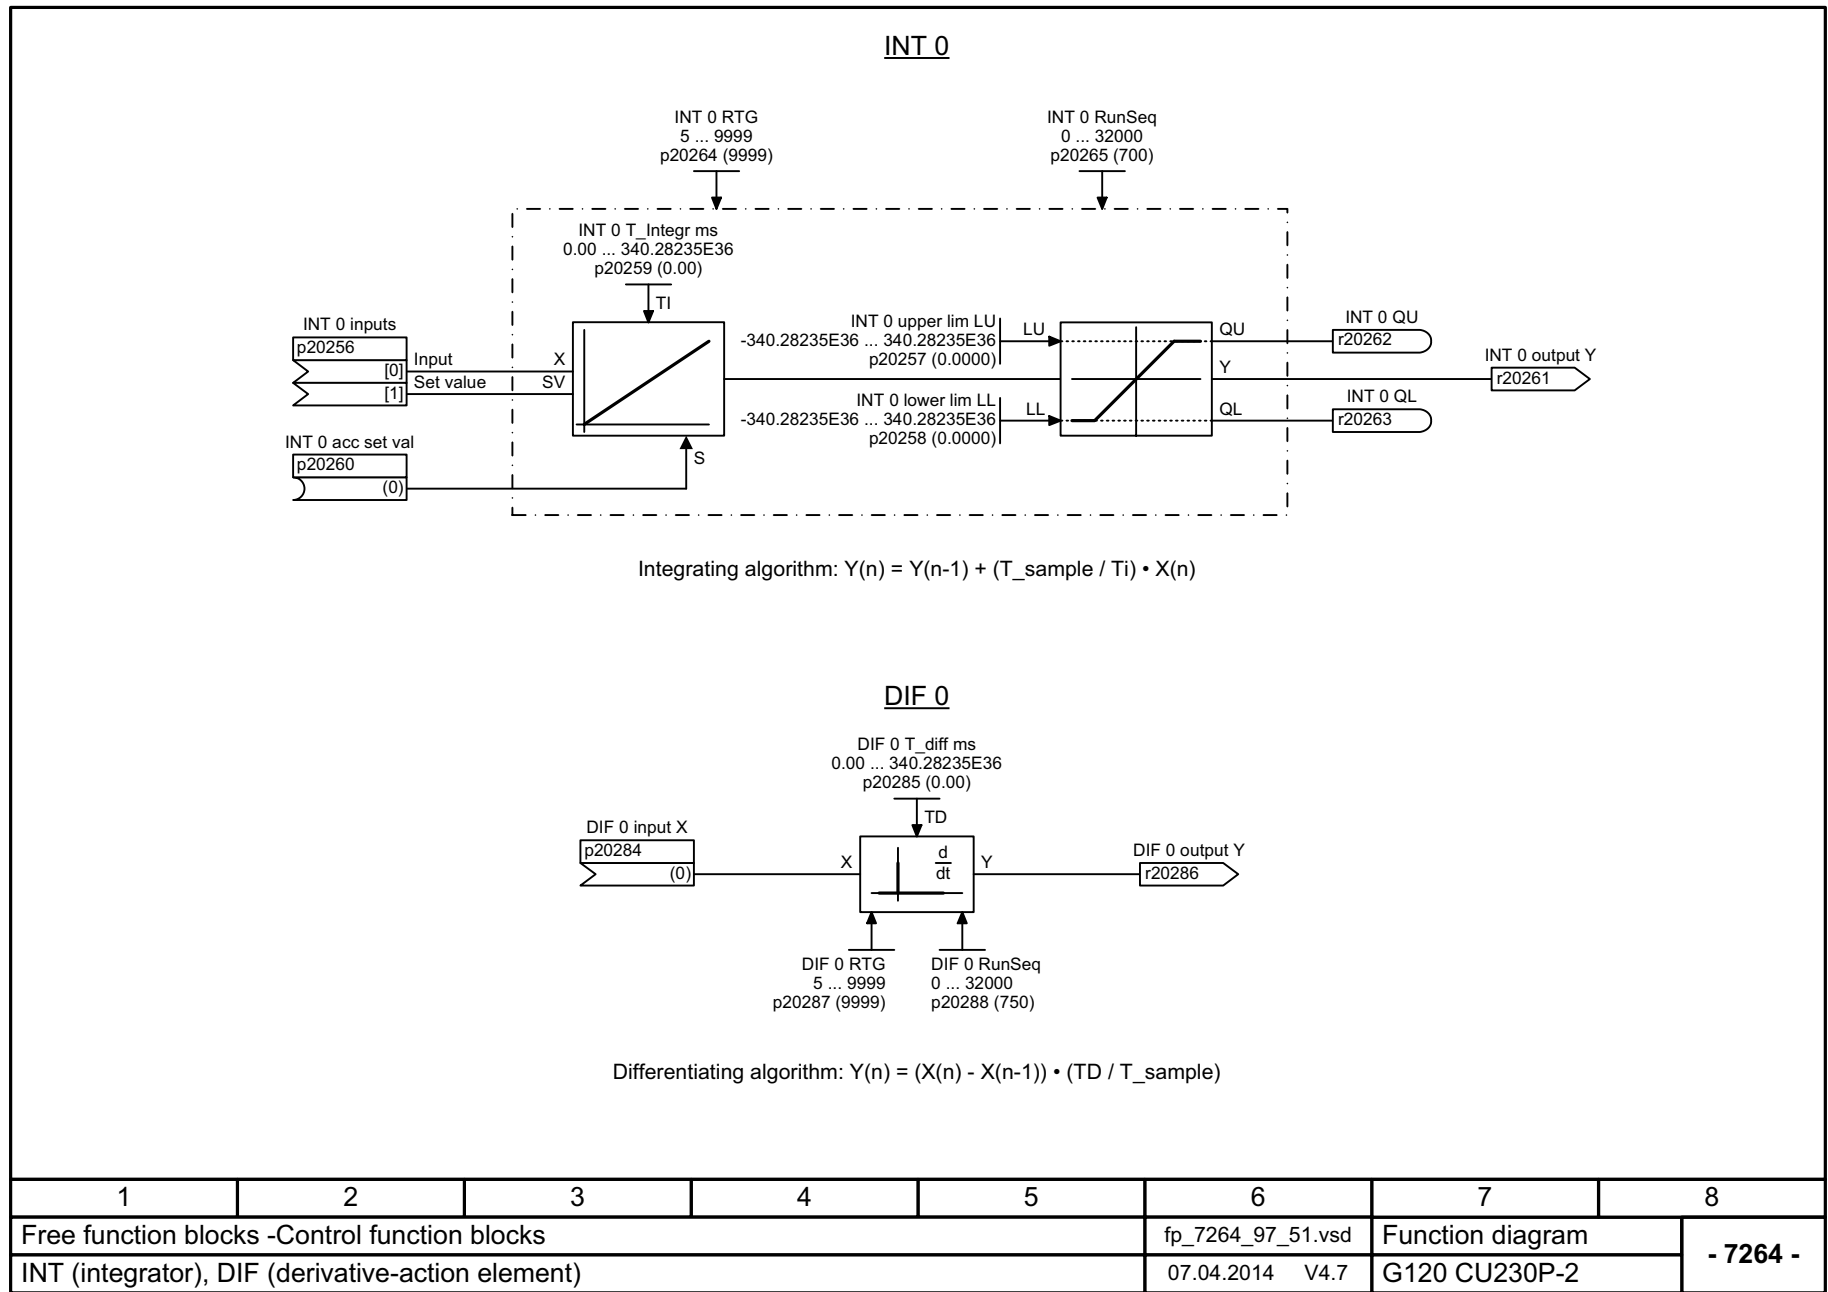 INT 0
INT 0 RTG
5 ... 9999
p20264 (9999)
INT 0 RunSeq
0 ... 32000
p20265 (700)
INT 0 T_Integr ms
0.00 ... 340.28235E36
p20259 (0.00)
TI
INT 0 inputs
p20256
[0]
[1]
Input
Set value
X
SV
INT 0 acc set val
p20260
(0)
S
INT 0 upper lim LU
-340.28235E36 ... 340.28235E36
p20257 (0.0000)
LU
INT 0 lower lim LL
-340.28235E36 ... 340.28235E36
p20258 (0.0000)
LL
QU
Y
QL
INT 0 QU
r20262
INT 0 output Y
r20261
INT 0 QL
r20263
Integrating algorithm: Y(n) = Y(n-1) + (T_sample / Ti) • X(n)
DIF 0
DIF 0 T_diff ms
0.00 ... 340.28235E36
p20285 (0.00)
TD
DIF 0 input X
p20284
(0)
X
d
dt
Y
DIF 0 output Y
r20286
DIF 0 RTG
5 ... 9999
p20287 (9999)
DIF 0 RunSeq
0 ... 32000
p20288 (750)
Differentiating algorithm: Y(n) = (X(n) - X(n-1)) • (TD / T_sample)
1 2 3 4 5 6 7 8
Free function blocks -Control function blocks
fp_7264_97_51.vsd
Function diagram
- 7264 -
INT (integrator), DIF (derivative-action element)
07.04.2014 V4.7
G120 CU230P-2